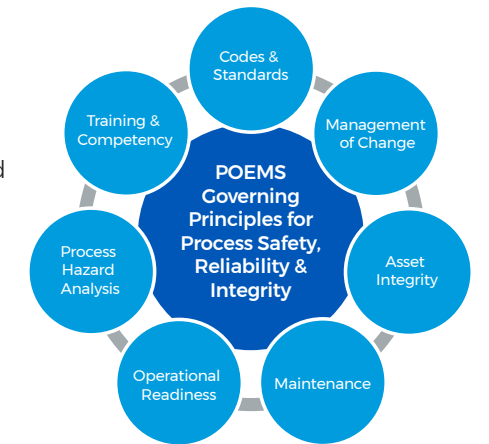 Codes &
Standards
Management
of Change
Asset
Integrity
Maintenance
Operational
Readiness
Process
Hazard
Analysis
Training &
Competency
POEMS
Governing
Principles for
Process Safety,
Reliability &
Integrity